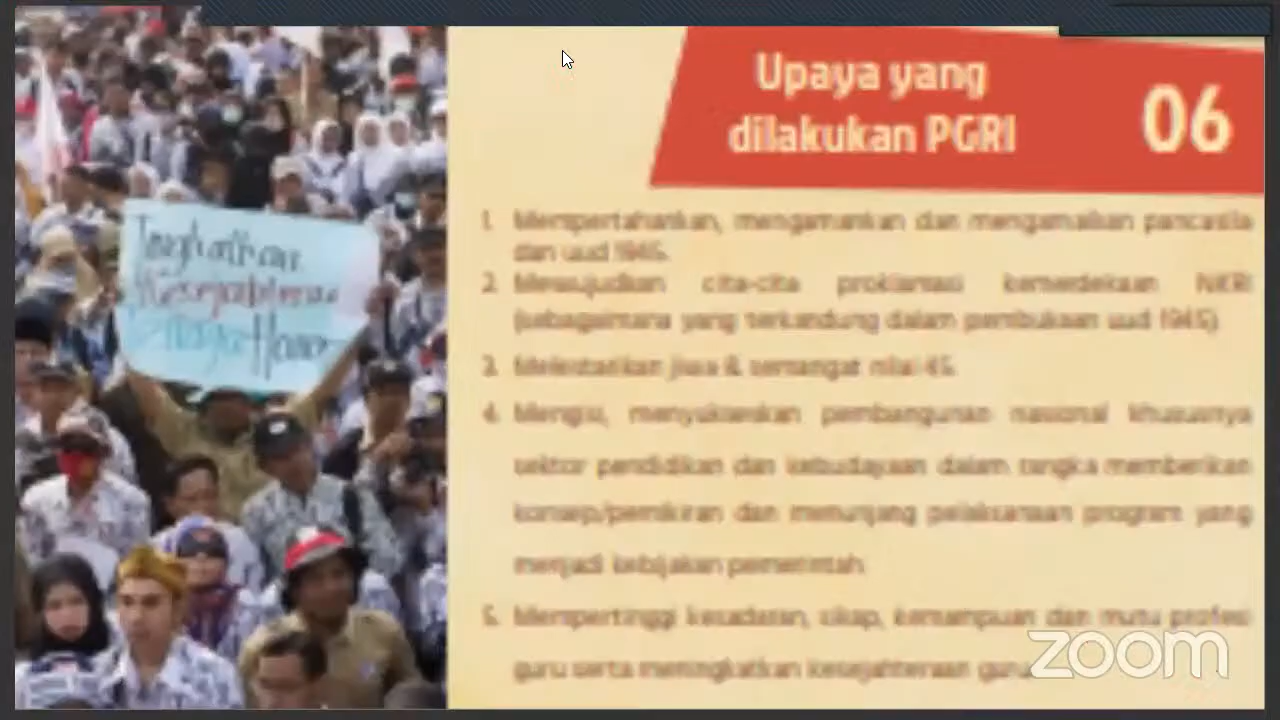 Upaya yang
dilakukan PGRI
06
1. Mempertahankan, mengamankan dan mengamalkan pancasila
dan uud 1945.
2. Mewujudkan cita-cita proklamasi kemerdekaan NKRI
(sebagaimana yang terkandung dalam pembukaan uud 1945)
3. Melestarikan jiwa & semangat nilai 45.
4. Mengisi, menyukseskan pembangunan nasional khususnya
sektor pendidikan dan kebudayaan dalam rangka memberikan
konsep/pemikiran dan menunjang pelaksanaan program yang
menjadi kebijakan pemerintah.
5. Mempertinggi kesadaran, sikap, kemampuan dan mutu profesi
guru serta meningkatkan kesejahteraan guru.
zoom